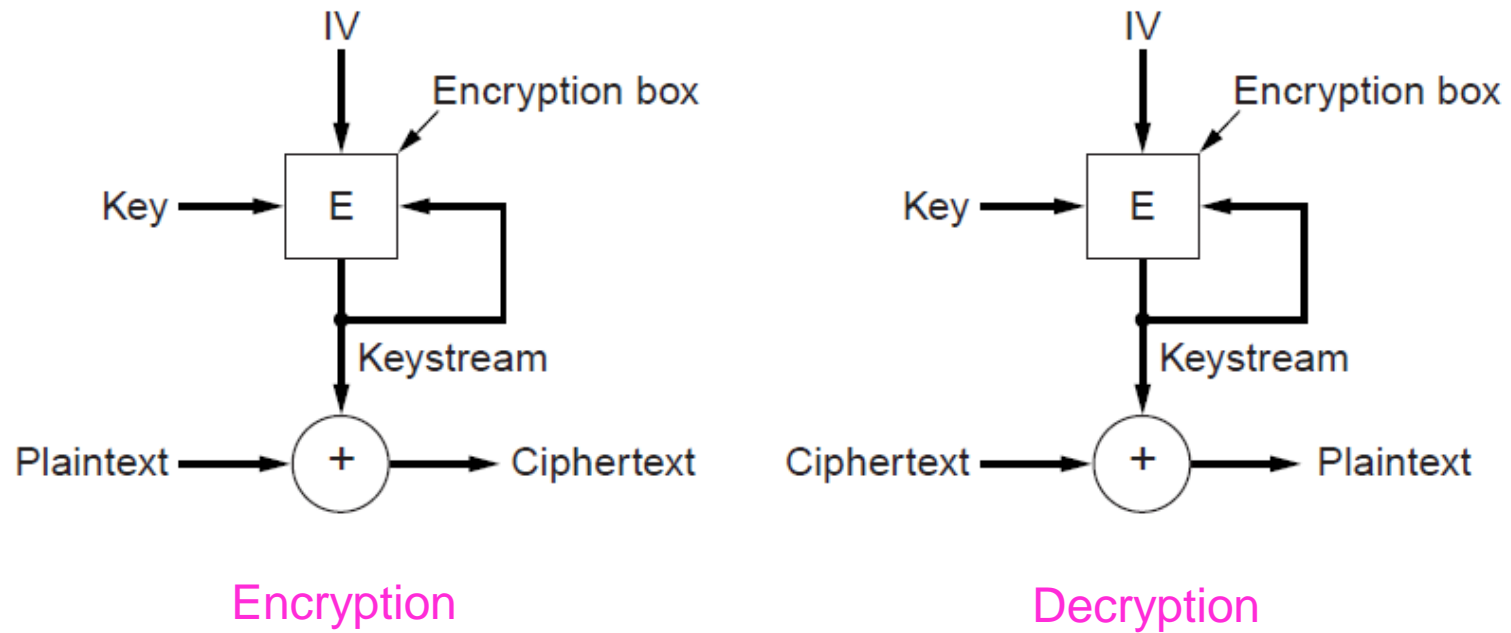 IV
Encryption box
Key
E
Keystream
Plaintext
+
Ciphertext
Encryption
IV
Encryption box
Key
E
Keystream
Ciphertext
+
Plaintext
Decryption